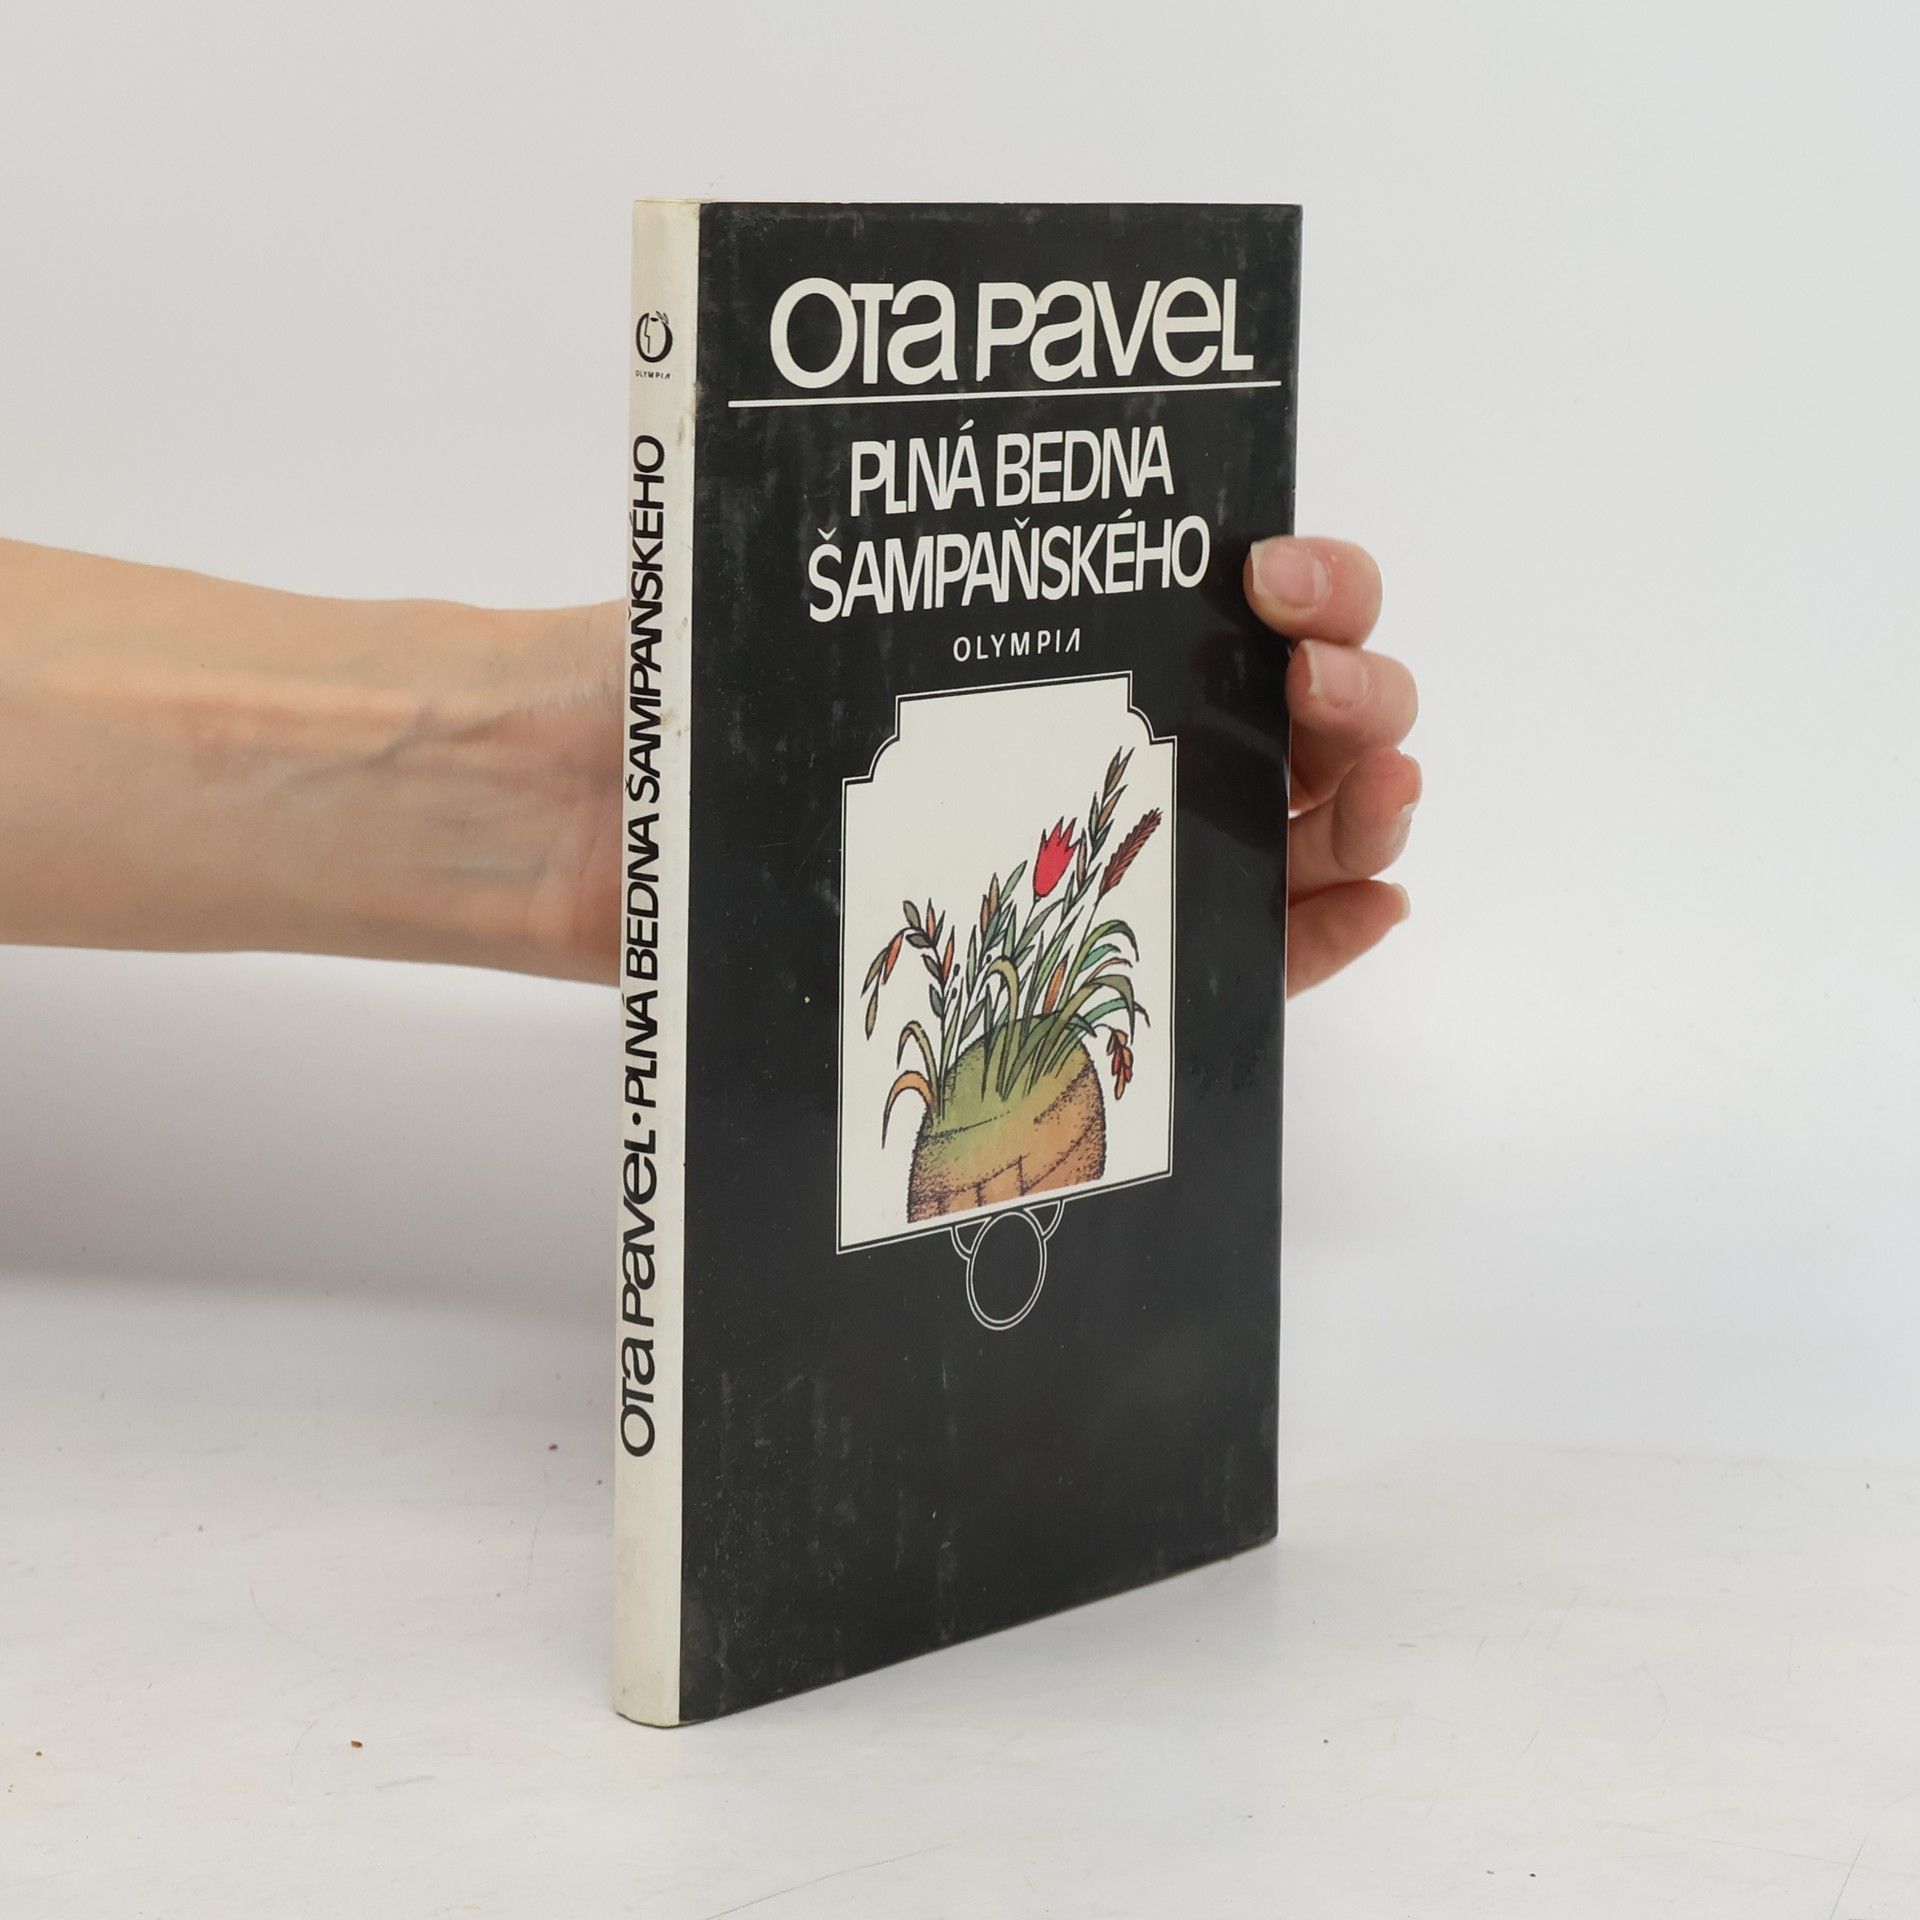 OTA PAVEL
PLNÁ BEDNA
ŠAMPAŇSKÉHO
OLYMPIA
OLYMPIA
OTA PAVEL • PLNÁ BEDNA ŠAMPAŇSKÉHO